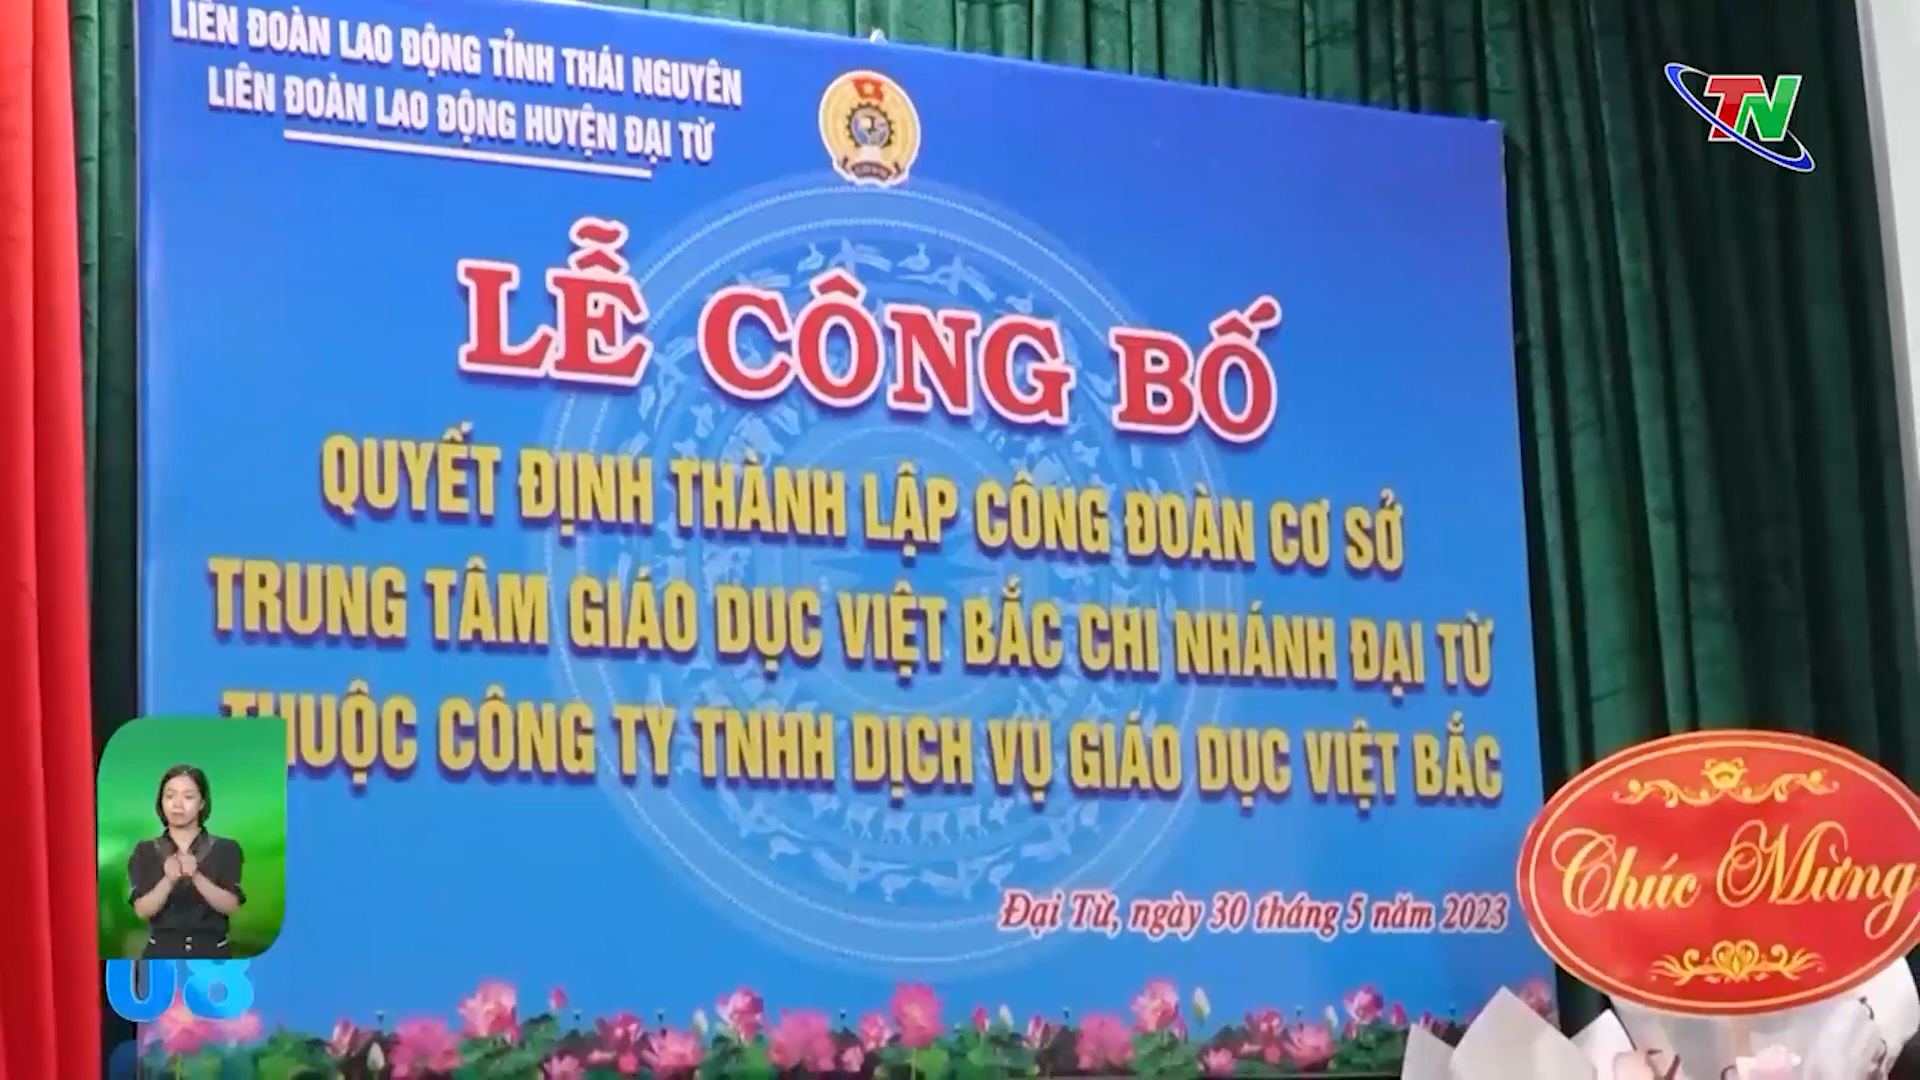 LIÊN ĐOÀN LAO ĐỘNG TỈNH THÁI NGUYÊN
LIÊN ĐOÀN LAO ĐỘNG HUYỆN ĐẠI TỪ
TN
LỄ CÔNG BỐ
QUYẾT ĐỊNH THÀNH LẬP CÔNG ĐOÀN CƠ SỞ
TRUNG TÂM GIÁO DỤC VIỆT BẮC CHI NHÁNH ĐẠI TỪ
THUỘC CÔNG TY TNHH DỊCH VỤ GIÁO DỤC VIỆT BẮC
Đại Từ, ngày 30 tháng 5 năm 2023
Chúc Mừng
08